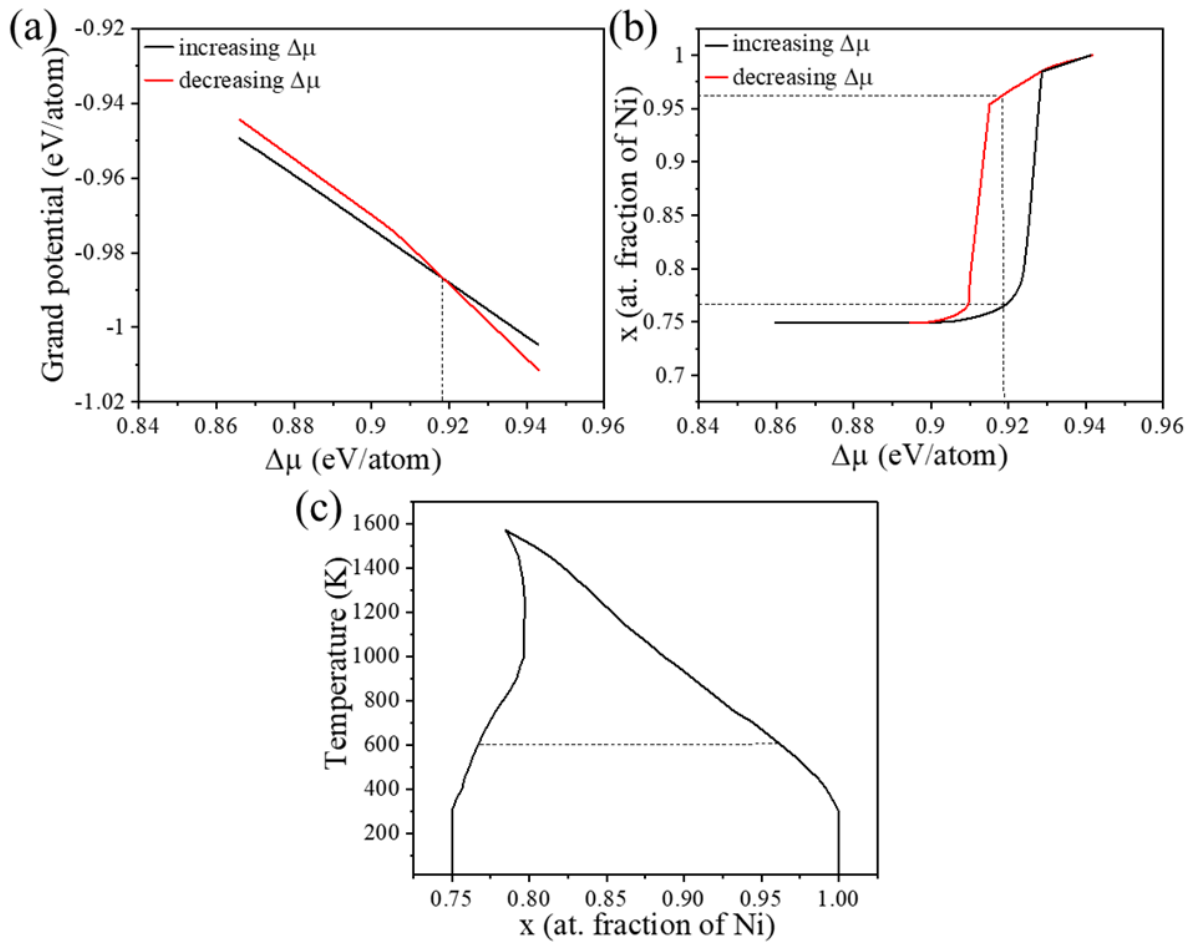 (a)
increasing Δμ
decreasing Δμ
Grand potential (eV/atom)
-0.92
-0.94
-0.96
-0.98
-1
-1.02
0.84 0.86 0.88 0.9 0.92 0.94 0.96
Δμ (eV/atom)
(b)
increasing Δμ
decreasing Δμ
x (at. fraction of Ni)
1
0.95
0.9
0.85
0.8
0.75
0.7
0.84 0.86 0.88 0.9 0.92 0.94 0.96
Δμ (eV/atom)
(c)
Temperature (K)
1600
1400
1200
1000
800
600
400
200
0.75 0.80 0.85 0.90 0.95 1.00
x (at. fraction of Ni)